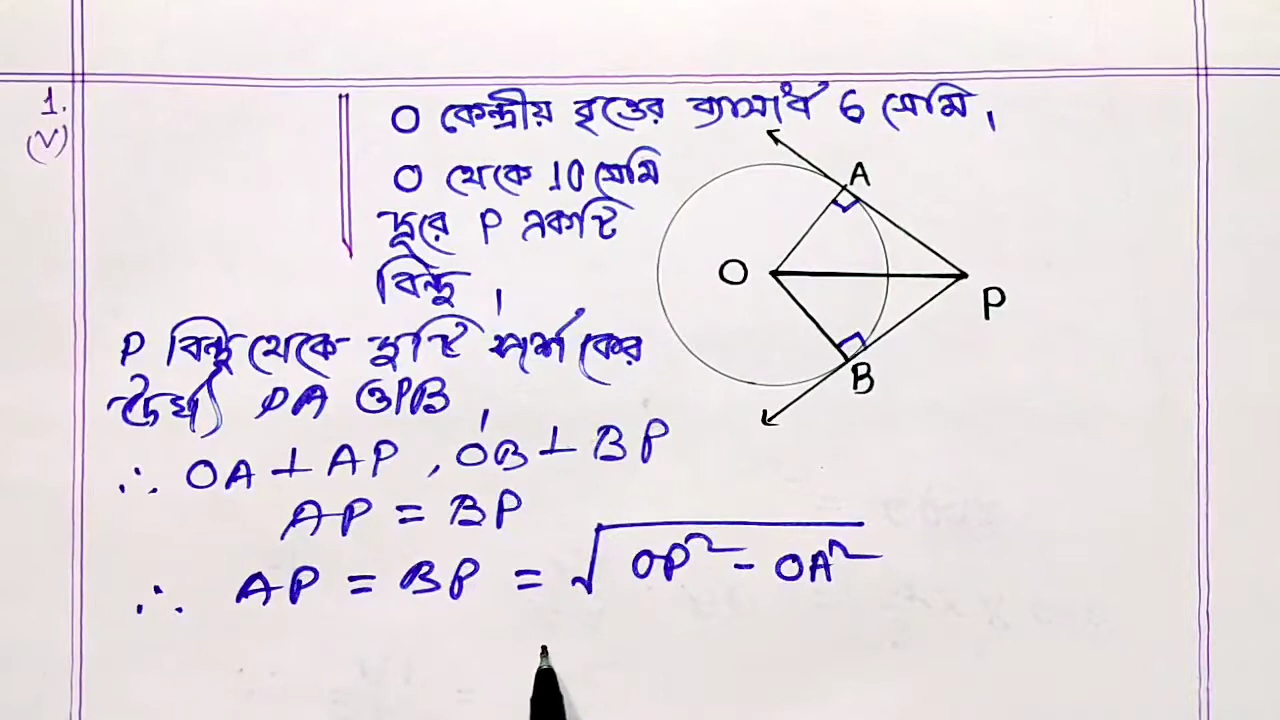 1.
(v)
O কেন্দ্রীয় বৃত্তের ব্যাসার্ধ 6 সেমি।
O থেকে 10 সেমি
দূরে P একটি
বিন্দু।
P বিন্দু থেকে দুটি স্পর্শকের
দৈর্ঘ্য PA ও PB।
∴ OA ⊥ AP, OB ⊥ BP
AP = BP
∴ AP = BP = √(OP² - OA²)
A
O
P
B